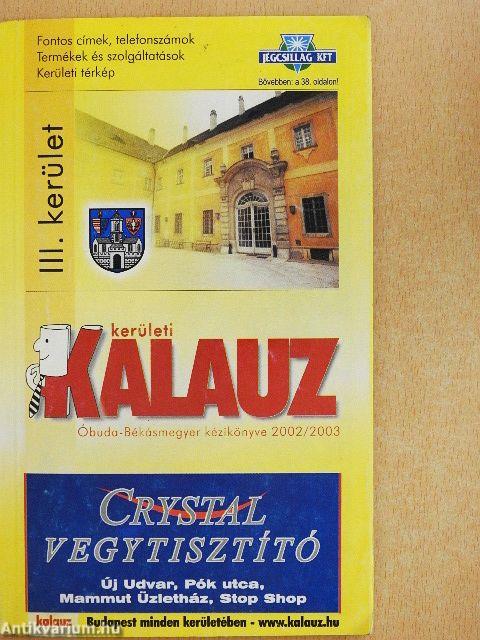 Fontos címek, telefonszámok
Termékek és szolgáltatások
Kerületi térkép
JÉGCSILLAG KFT
Bővebben: a 38. oldalon!
III. kerület
kerületi
KALAUZ
Óbuda-Békásmegyer kézikönyve 2002/2003
CRYSTAL
VEGYTISZTÍTÓ
Új Udvar, Pók utca,
Mammut Üzletház, Stop Shop
kalauz Budapest minden kerületében - www.kalauz.hu
Antikvarium.hu